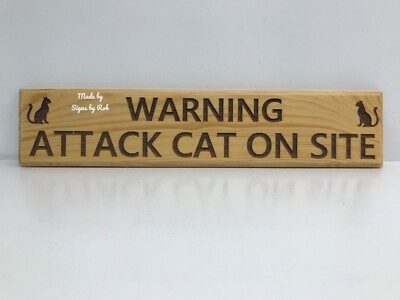 Made by
Signs by Rob
WARNING
ATTACK CAT ON SITE